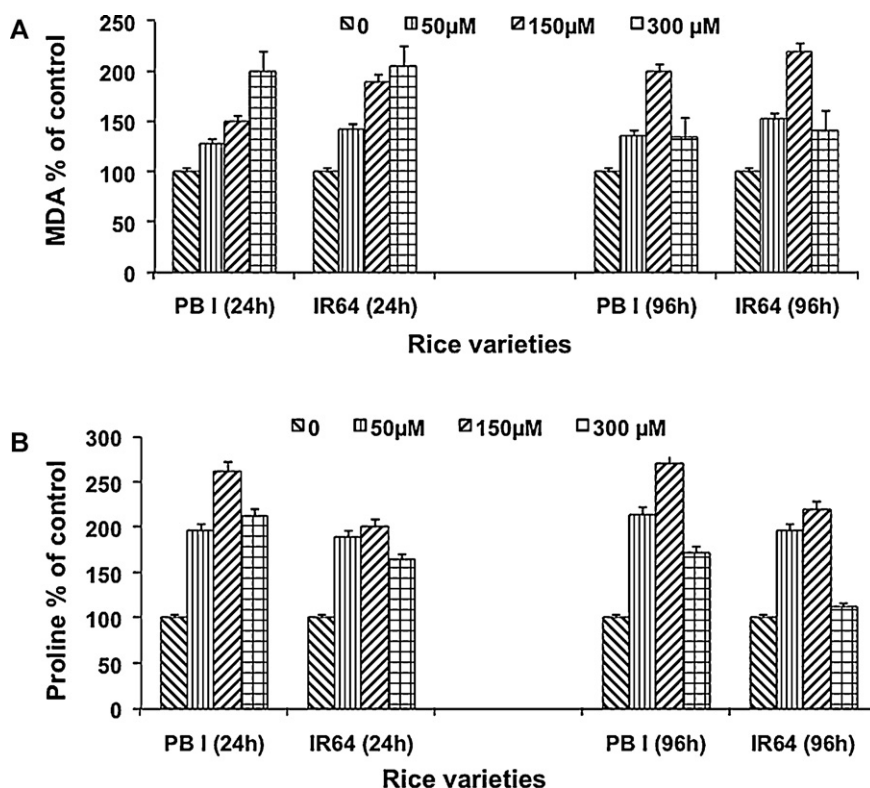 A
MDA % of control
250
200
150
100
50
0
0 50µM 150µM 300 µM
PB I (24h) IR64 (24h) PB I (96h) IR64 (96h)
Rice varieties
B
Proline % of control
300
250
200
150
100
50
0
0 50µM 150µM 300 µM
PB I (24h) IR64 (24h) PB I (96h) IR64 (96h)
Rice varieties